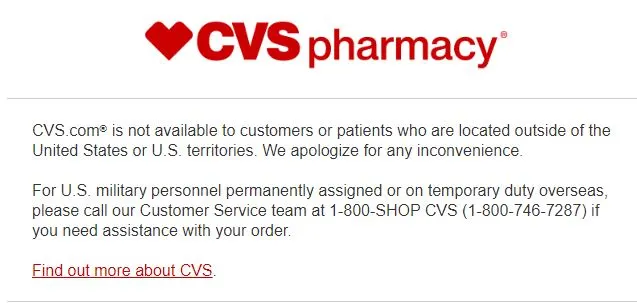 CVS pharmacy®
CVS.com® is not available to customers or patients who are located outside of the
United States or U.S. territories. We apologize for any inconvenience.
For U.S. military personnel permanently assigned or on temporary duty overseas,
please call our Customer Service team at 1-800-SHOP CVS (1-800-746-7287) if
you need assistance with your order.
Find out more about CVS.